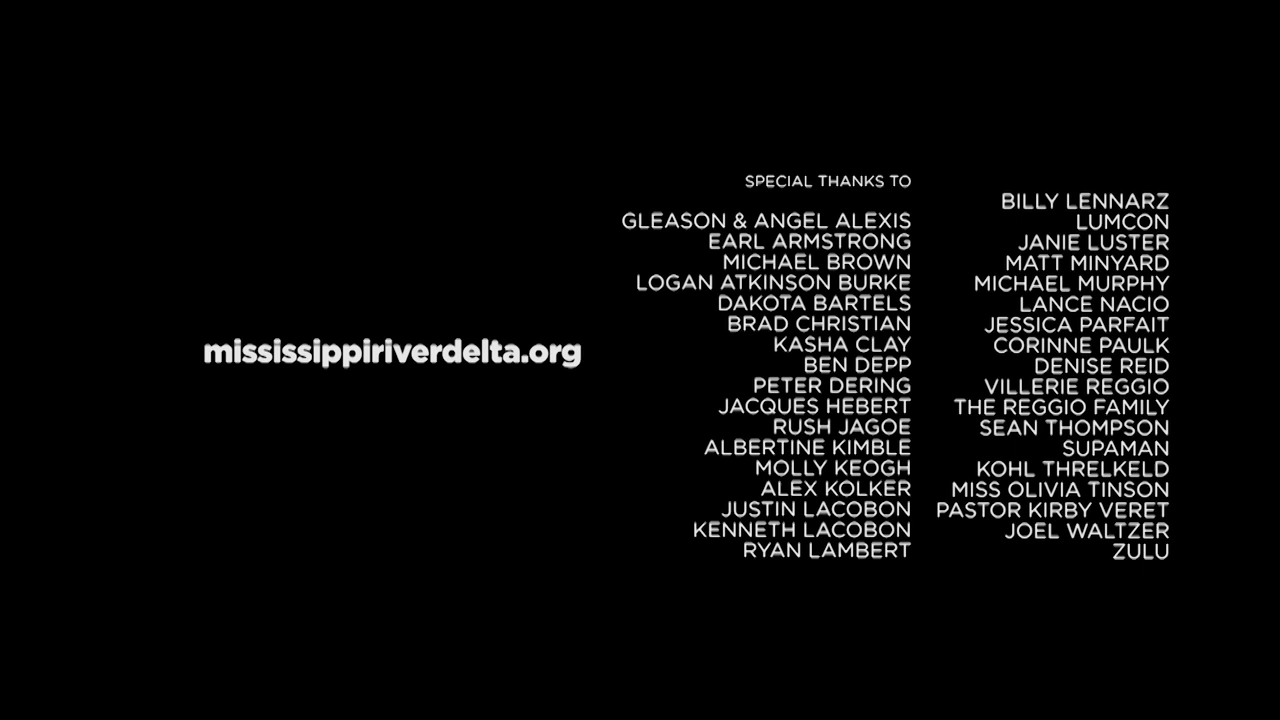 mississippiriverdelta.org
SPECIAL THANKS TO
GLEASON & ANGEL ALEXIS
EARL ARMSTRONG
MICHAEL BROWN
LOGAN ATKINSON BURKE
DAKOTA BARTELS
BRAD CHRISTIAN
KASHA CLAY
BEN DEPP
PETER DERING
JACQUES HEBERT
RUSH JAGOE
ALBERTINE KIMBLE
MOLLY KEOGH
ALEX KOLKER
JUSTIN LACOBON
KENNETH LACOBON
RYAN LAMBERT
BILLY LENNARZ
LUMCON
JANIE LUSTER
MATT MINYARD
MICHAEL MURPHY
LANCE NACIO
JESSICA PARFAIT
CORINNE PAULK
DENISE REID
VILLERIE REGGIO
THE REGGIO FAMILY
SEAN THOMPSON
SUPAMAN
KOHL THRELKELD
MISS OLIVIA TINSON
PASTOR KIRBY VERET
JOEL WALTZER
ZULU